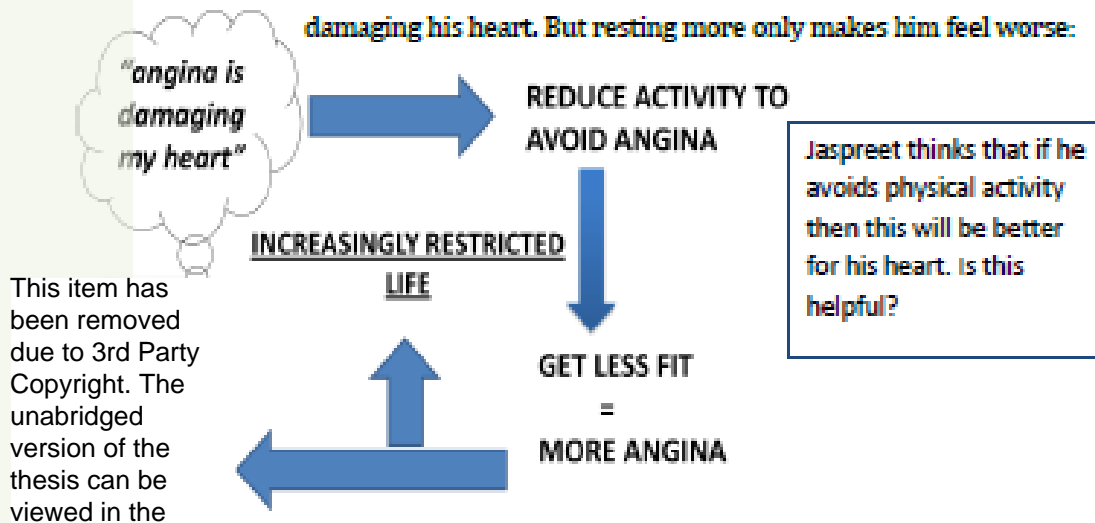 damaging his heart. But resting more only makes him feel worse:
"angina is
damaging
my heart"
REDUCE ACTIVITY TO
AVOID ANGINA
Jaspreet thinks that if he
avoids physical activity
then this will be better
for his heart. Is this
helpful?
INCREASINGLY RESTRICTED
LIFE
GET LESS FIT
=
MORE ANGINA
This item has
been removed
due to 3rd Party
Copyright. The
unabridged
version of the
thesis can be
viewed in the